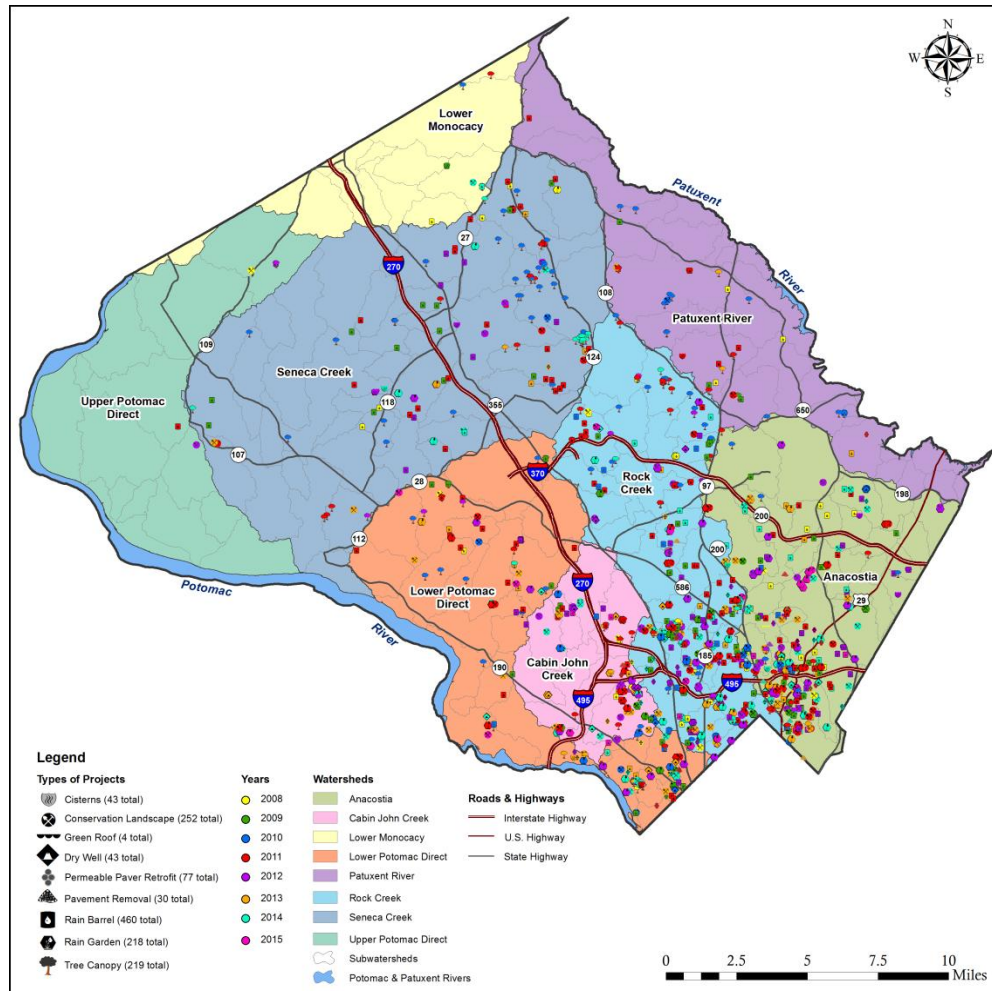 N
W E
S
Lower
Monocacy
Patuxent
River
27
270
108
Patuxent River
109
124
Seneca Creek
118
355
Upper Potomac
Direct
650
107
28
370
Rock
Creek
97
198
200
112
200
Anacostia
Potomac
River
270
586
29
Lower Potomac
Direct
185
190
Cabin John
Creek
495
495
Legend
Types of Projects
Cisterns (43 total)
Conservation Landscape (252 total)
Green Roof (4 total)
Dry Well (43 total)
Permeable Paver Retrofit (77 total)
Pavement Removal (30 total)
Rain Barrel (460 total)
Rain Garden (218 total)
Tree Canopy (219 total)
Years
2008
2009
2010
2011
2012
2013
2014
2015
Watersheds
Anacostia
Cabin John Creek
Lower Monocacy
Lower Potomac Direct
Patuxent River
Rock Creek
Seneca Creek
Upper Potomac Direct
Subwatersheds
Potomac & Patuxent Rivers
Roads & Highways
Interstate Highway
U.S. Highway
State Highway
0 2.5 5 7.5 10
Miles